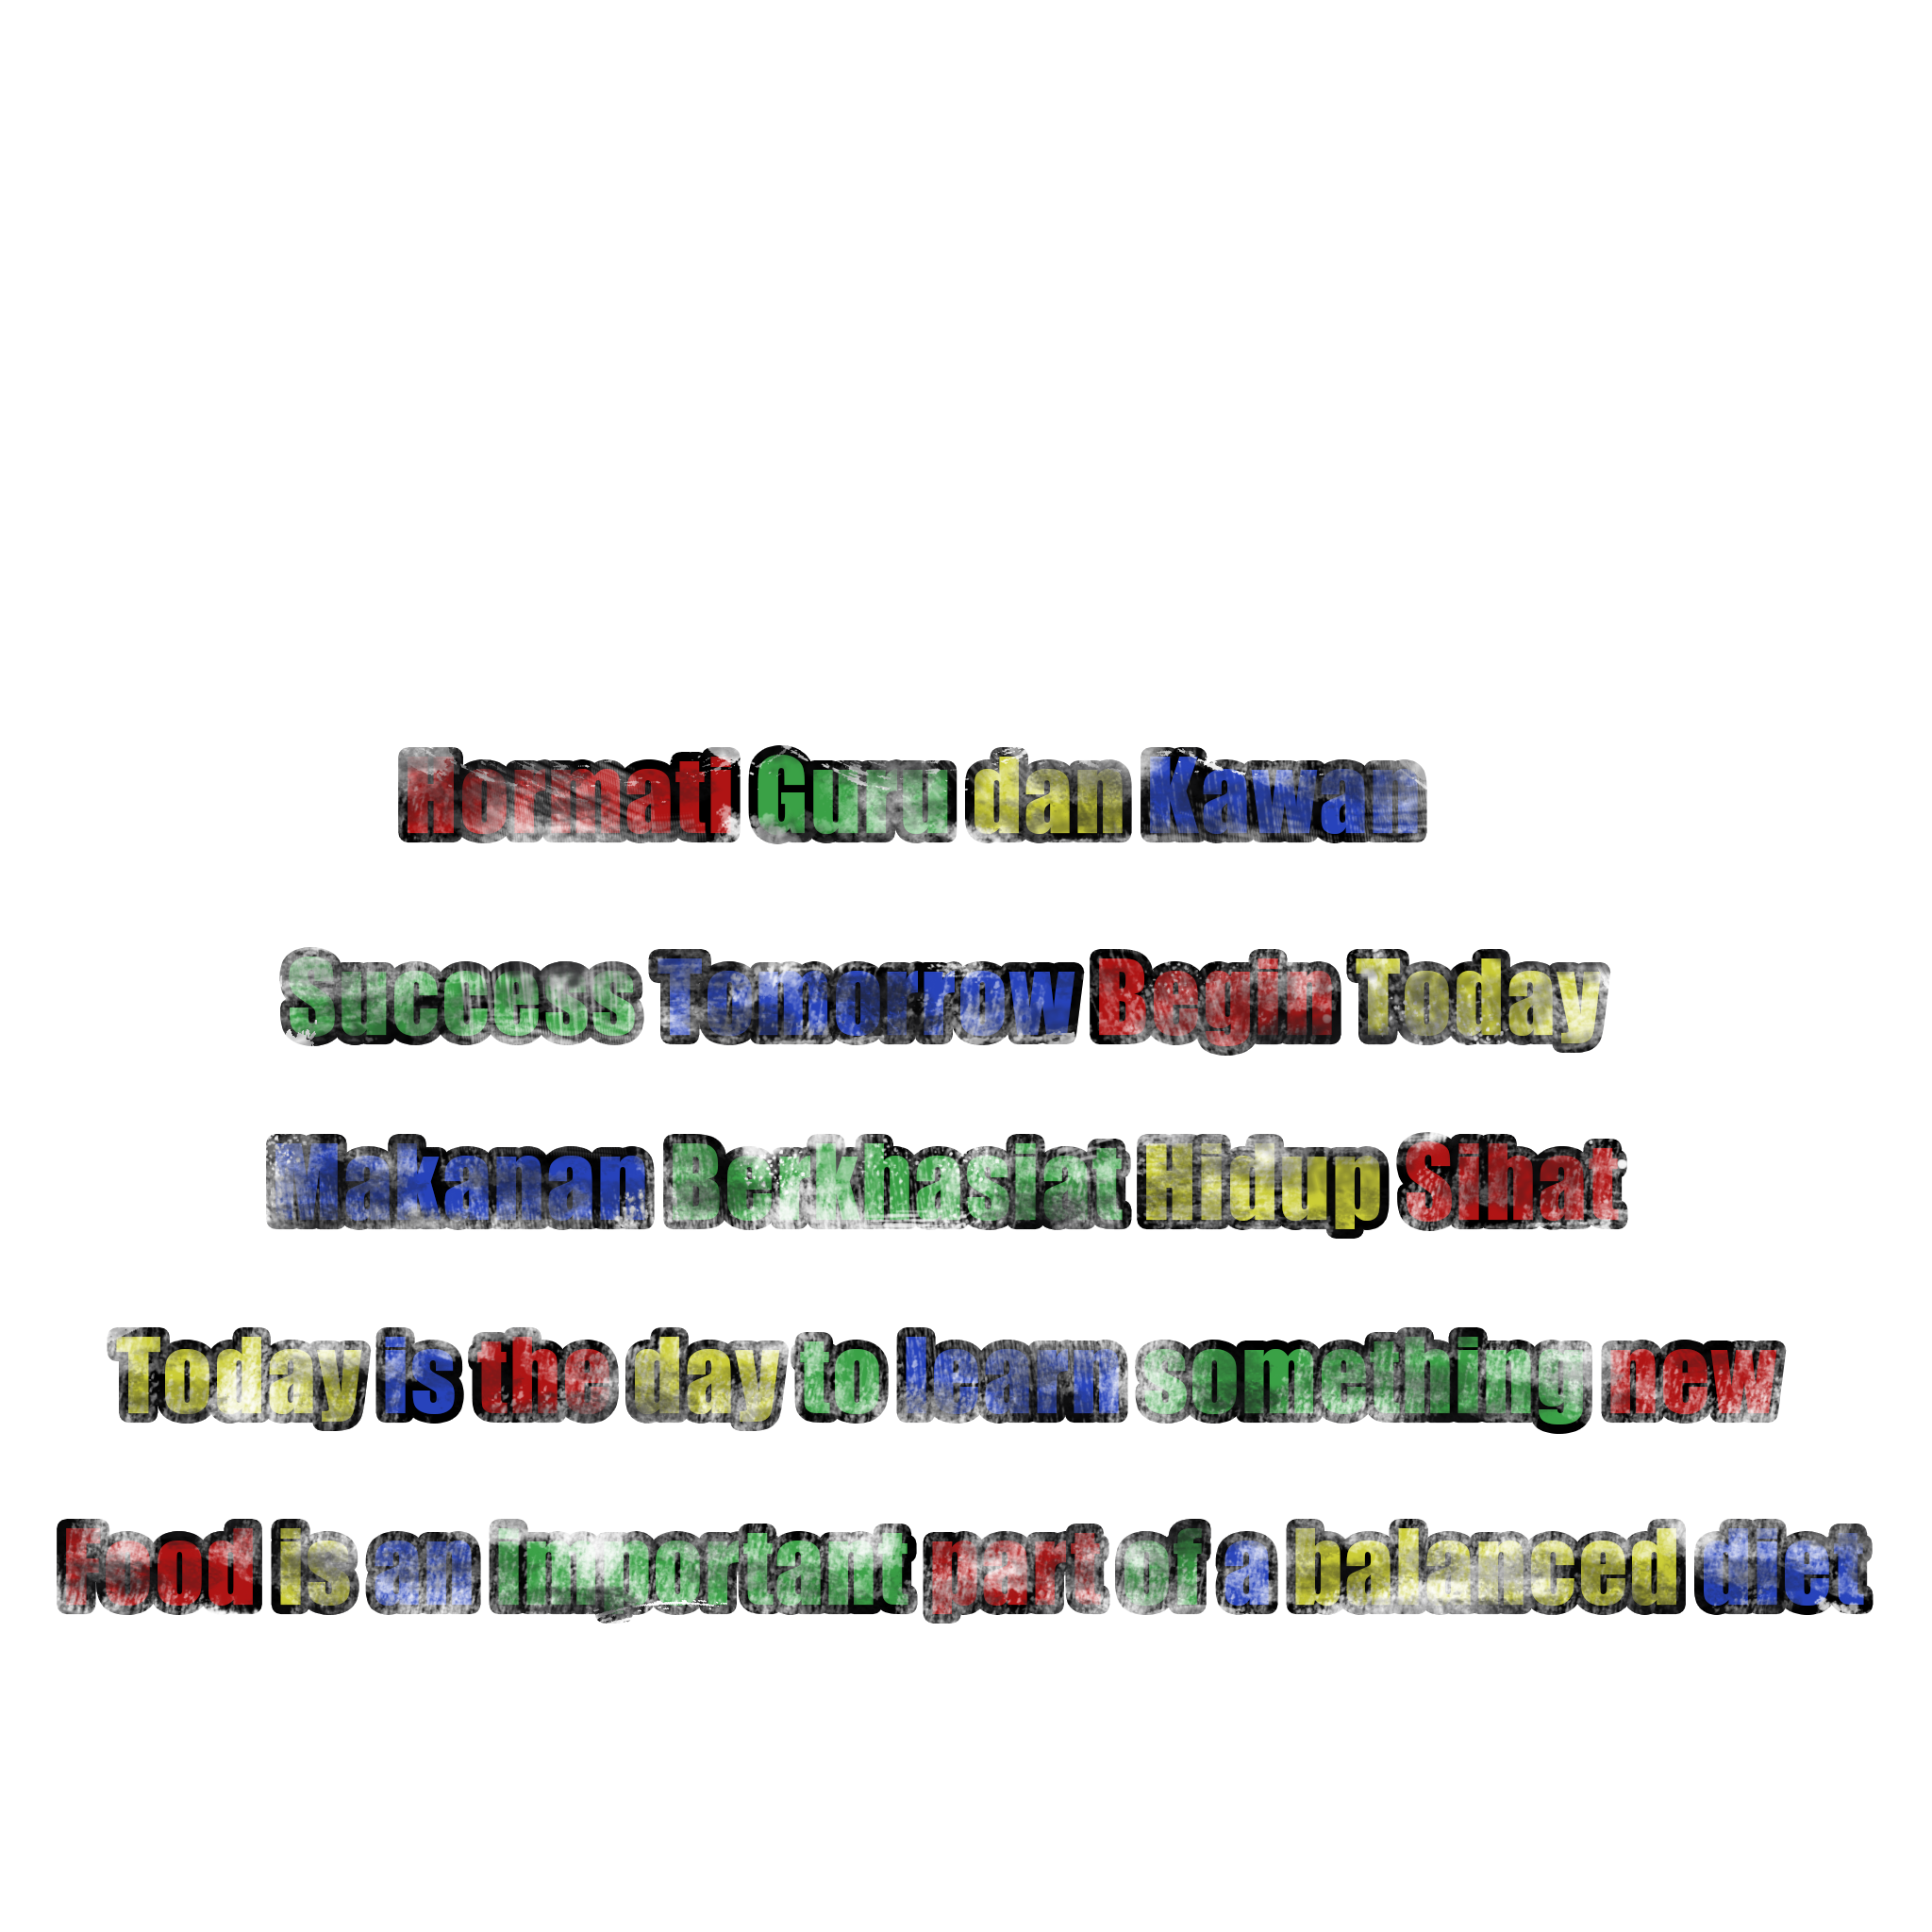 Hormati Guru dan Kawan
Success Tomorrow Begin Today
Makanan Berkhasiat Hidup Sihat
Today is the day to learn something new
Food is an important part of a balanced diet